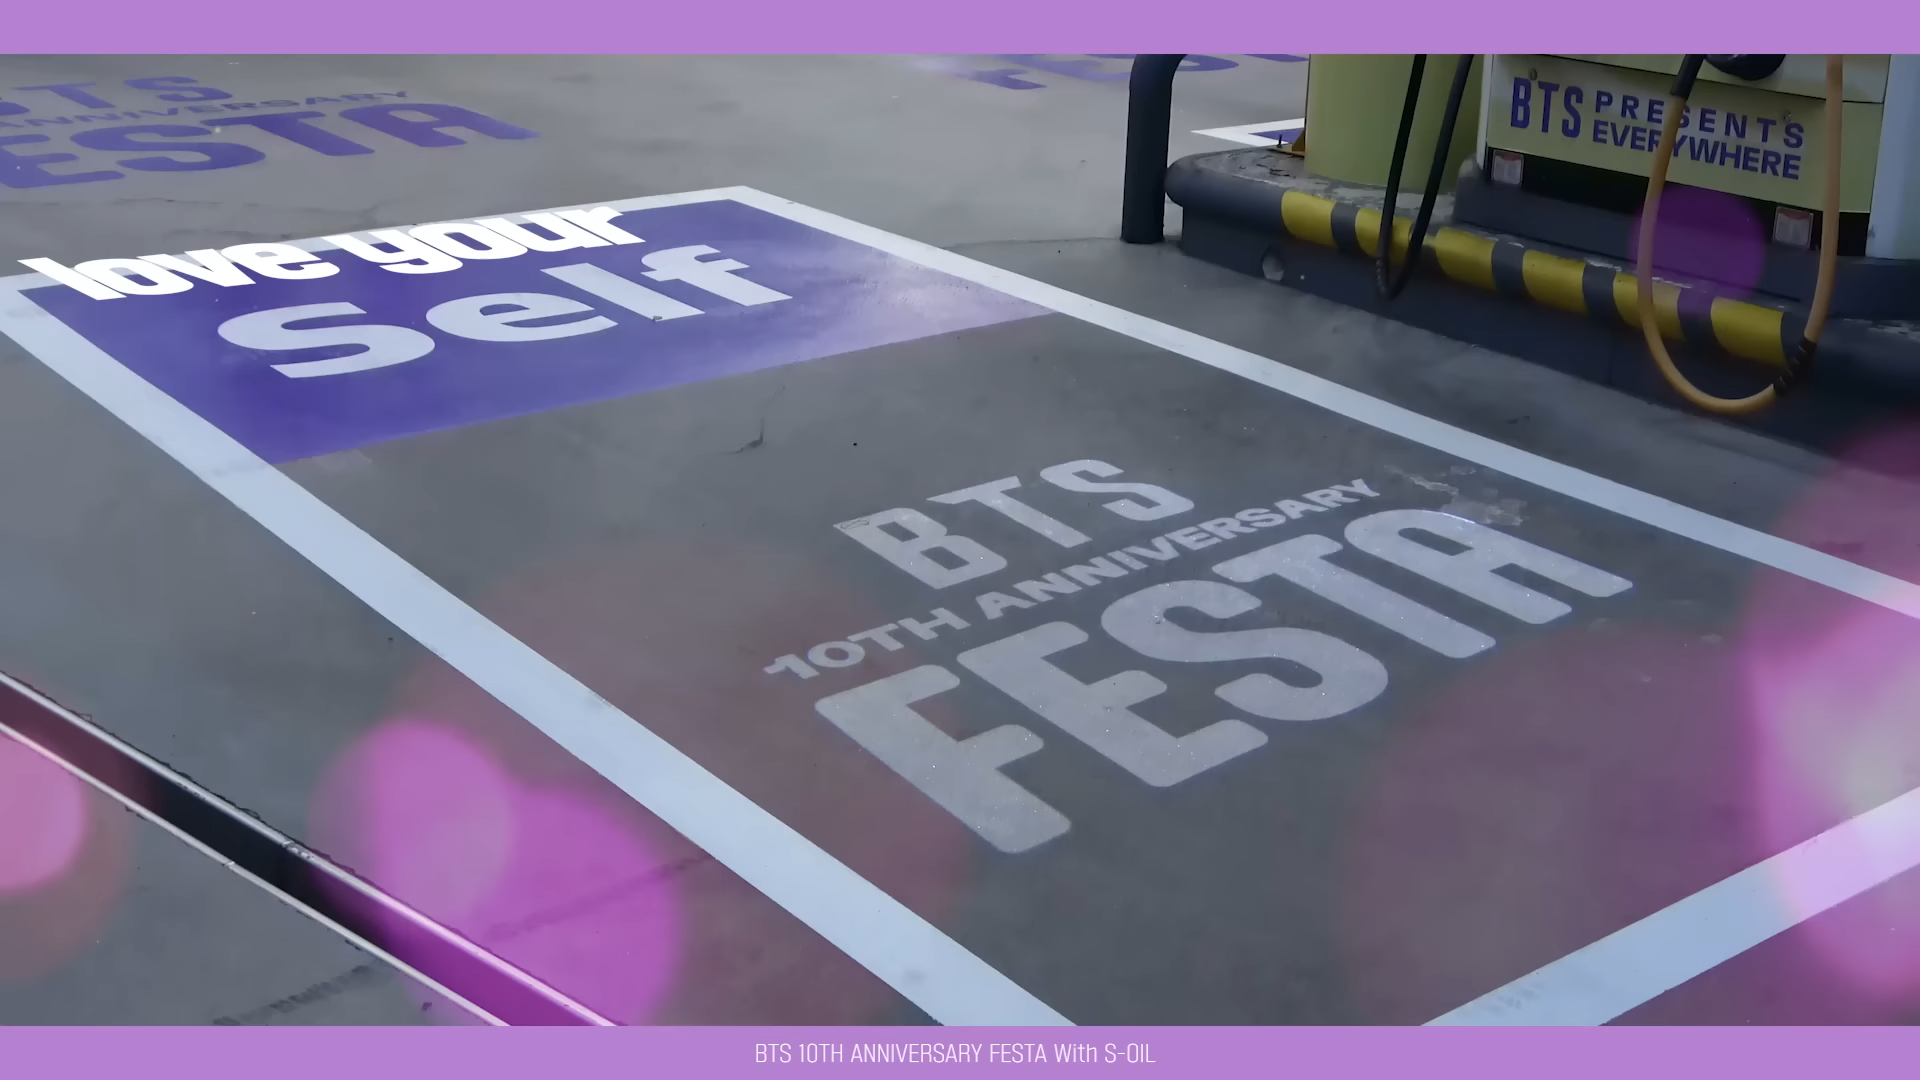 BTS
ANNIVERSARY
FESTA
BTS PRESENTS
EVERYWHERE
love your
self
BTS
10TH ANNIVERSARY
FESTA
BTS 10TH ANNIVERSARY FESTA With S-OIL